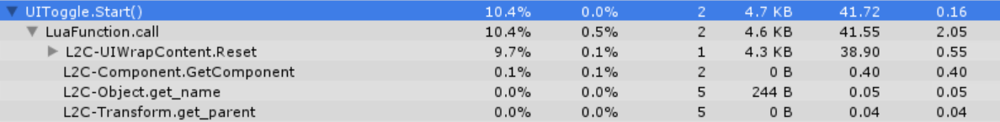 UIToggle.Start() 10.4% 0.0% 2 4.7 KB 41.72 0.16
LuaFunction.call 10.4% 0.5% 2 4.6 KB 41.55 2.05
L2C-UIWrapContent.Reset 9.7% 0.1% 1 4.3 KB 38.90 0.55
L2C-Component.GetComponent 0.1% 0.1% 2 0 B 0.40 0.40
L2C-Object.get_name 0.0% 0.0% 5 244 B 0.05 0.05
L2C-Transform.get_parent 0.0% 0.0% 5 0 B 0.04 0.04